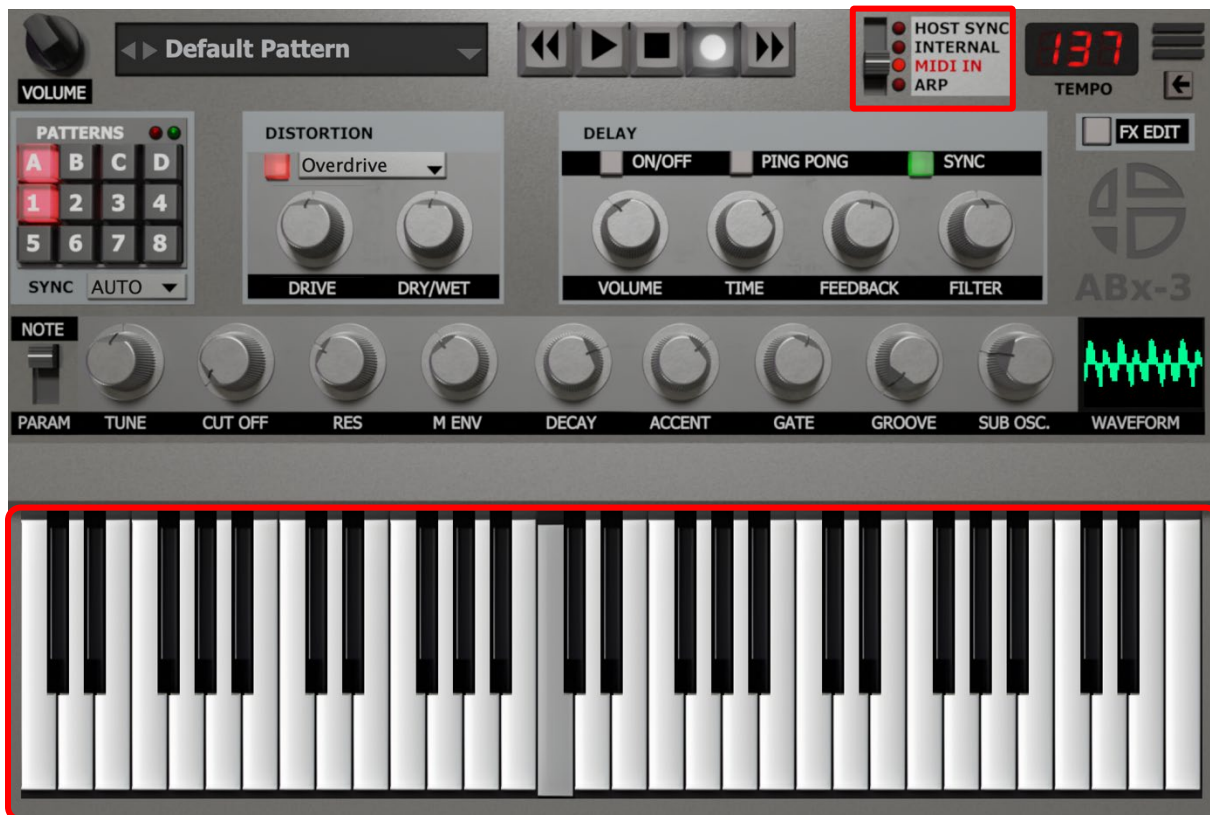 Default Pattern
HOST SYNC
INTERNAL
MIDI IN
ARP
137
TEMPO
VOLUME
PATTERNS
A B C D
1 2 3 4
5 6 7 8
SYNC AUTO
DISTORTION
Overdrive
DRIVE DRY/WET
DELAY
ON/OFF PING PONG SYNC
VOLUME TIME FEEDBACK FILTER
FX EDIT
ABx-3
NOTE
PARAM TUNE CUT OFF RES M ENV DECAY ACCENT GATE GROOVE SUB OSC. WAVEFORM